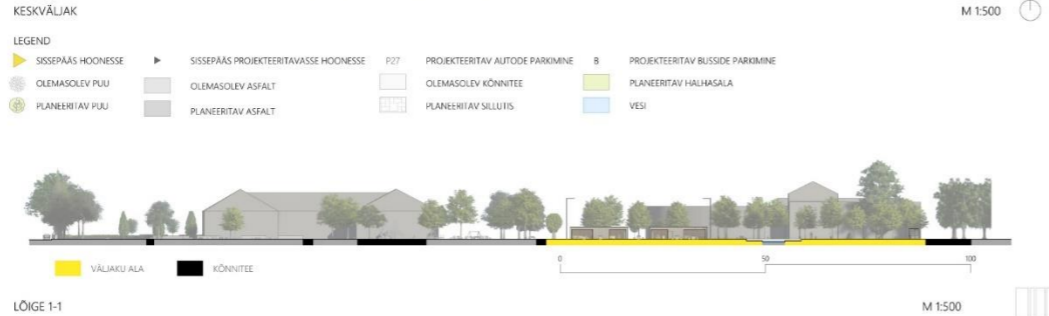 KESKVÄLJAK M 1:500
LEGEND
SISSEPÄÄS HOONESSE SISSEPÄÄS PROJEKTEERITAVASSE HOONESSE P27 PROJEKTEERITAV AUTODE PARKIMINE B PROJEKTEERITAV BUSSIDE PARKIMINE
OLEMASOLEV PUU OLEMASOLEV ASFALT OLEMASOLEV KÕNNITEE PLANEERITAV HALHASALA
PLANEERITAV PUU PLANEERITAV ASFALT PLANEERITAV SILLUTIS VESI
VÄLJAKU ALA KÕNNITEE 0 50 100
LÕIGE 1-1 M 1:500